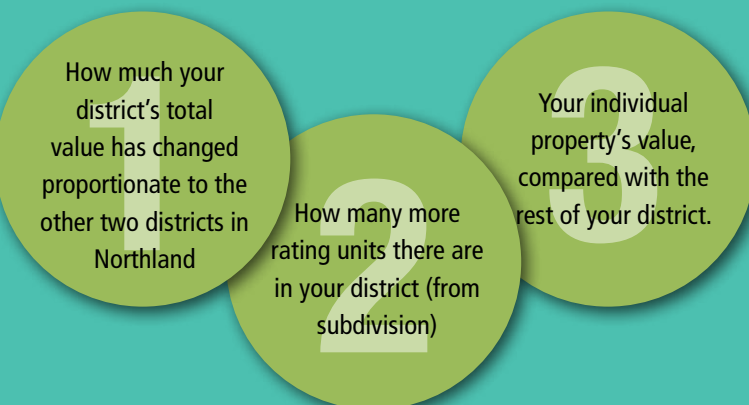 1
How much your
district’s total
value has changed
proportionate to the
other two districts in
Northland
2
How many more
rating units there are
in your district (from
subdivision)
3
Your individual
property’s value,
compared with the
rest of your district.